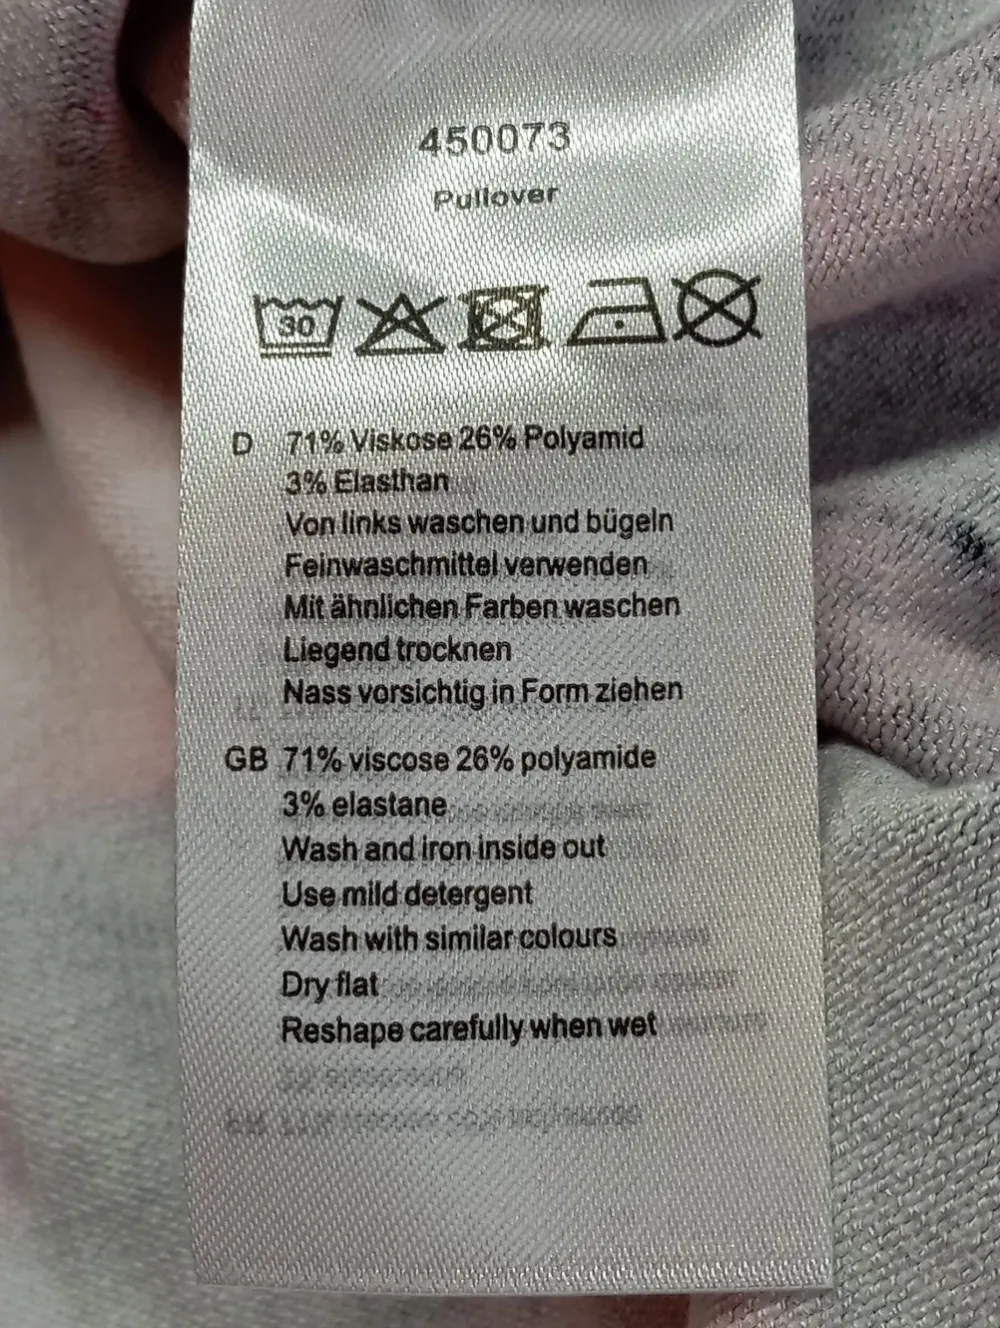 450073
Pullover
30
D 71% Viskose 26% Polyamid
3% Elasthan
Von links waschen und bügeln
Feinwaschmittel verwenden
Mit ähnlichen Farben waschen
Liegend trocknen
Nass vorsichtig in Form ziehen
GB 71% viscose 26% polyamide
3% elastane
Wash and iron inside out
Use mild detergent
Wash with similar colours
Dry flat
Reshape carefully when wet